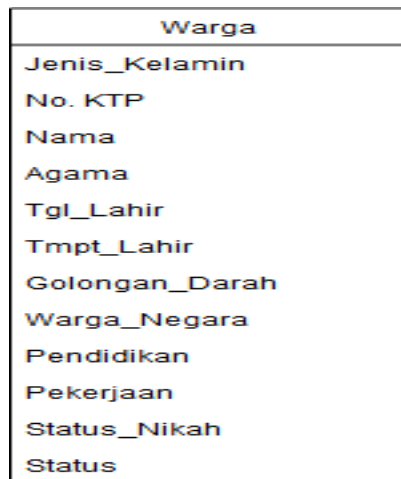 Warga
Jenis_Kelamin
No. KTP
Nama
Agama
Tgl_Lahir
Tmpt_Lahir
Golongan_Darah
Warga_Negara
Pendidikan
Pekerjaan
Status_Nikah
Status